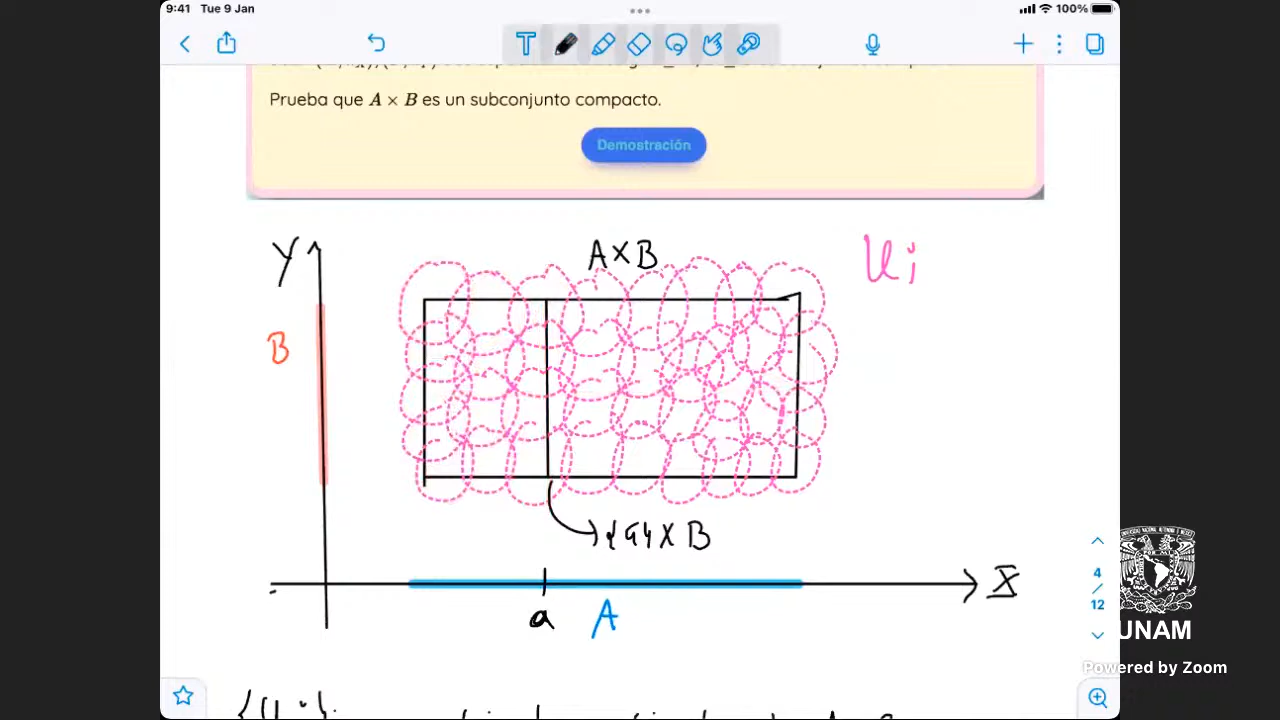 9:41 Tue 9 Jan 100%
Prueba que A × B es un subconjunto compacto.
Demostración
Y
A×B
Ui
B
{a}×B
X
a
A
4
/
12
UNAM
Powered by Zoom